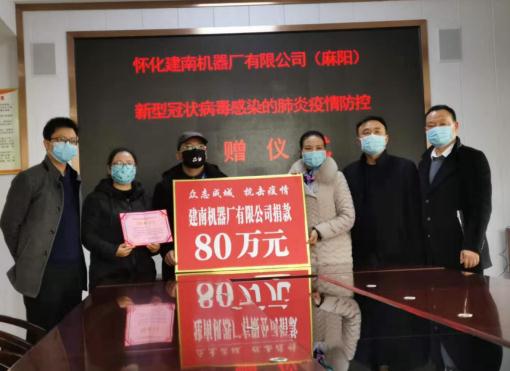 怀化建南机器厂有限公司（麻阳）
新型冠状病毒感染的肺炎疫情防控
赠仪
众志成城 抗击疫情
建南机器厂有限公司捐款
80万元